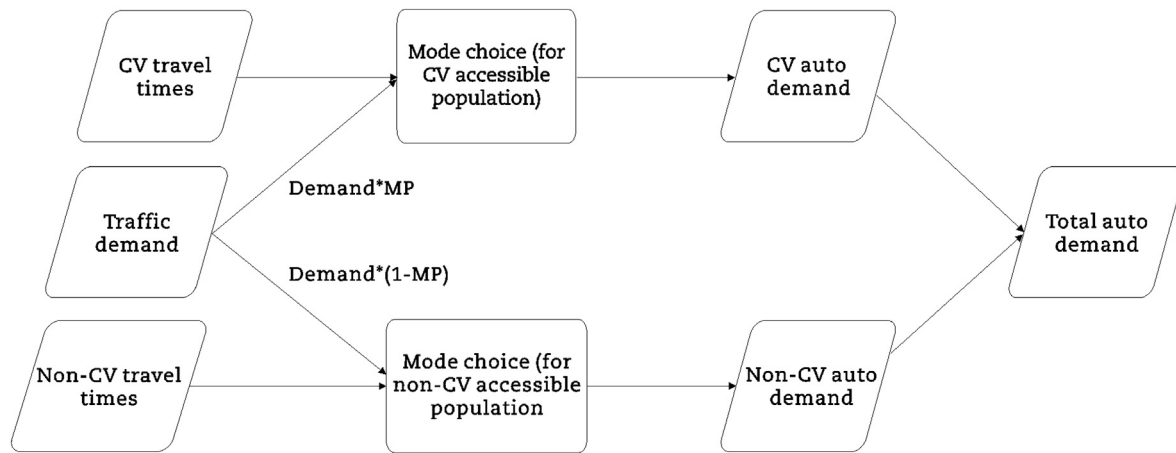 CV travel
times
Mode choice (for
CV accessible
population)
CV auto
demand
Demand*MP
Traffic
demand
Total auto
demand
Demand*(1-MP)
Non-CV travel
times
Mode choice (for
non-CV accessible
population
Non-CV auto
demand